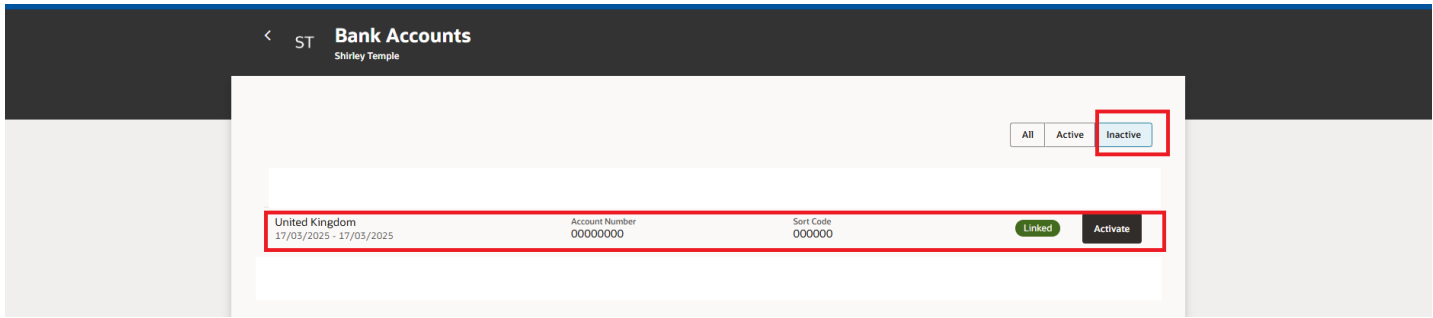 ST
Bank Accounts
Shirley Temple
All Active Inactive
United Kingdom
17/03/2025 - 17/03/2025
Account Number
00000000
Sort Code
000000
Linked
Activate